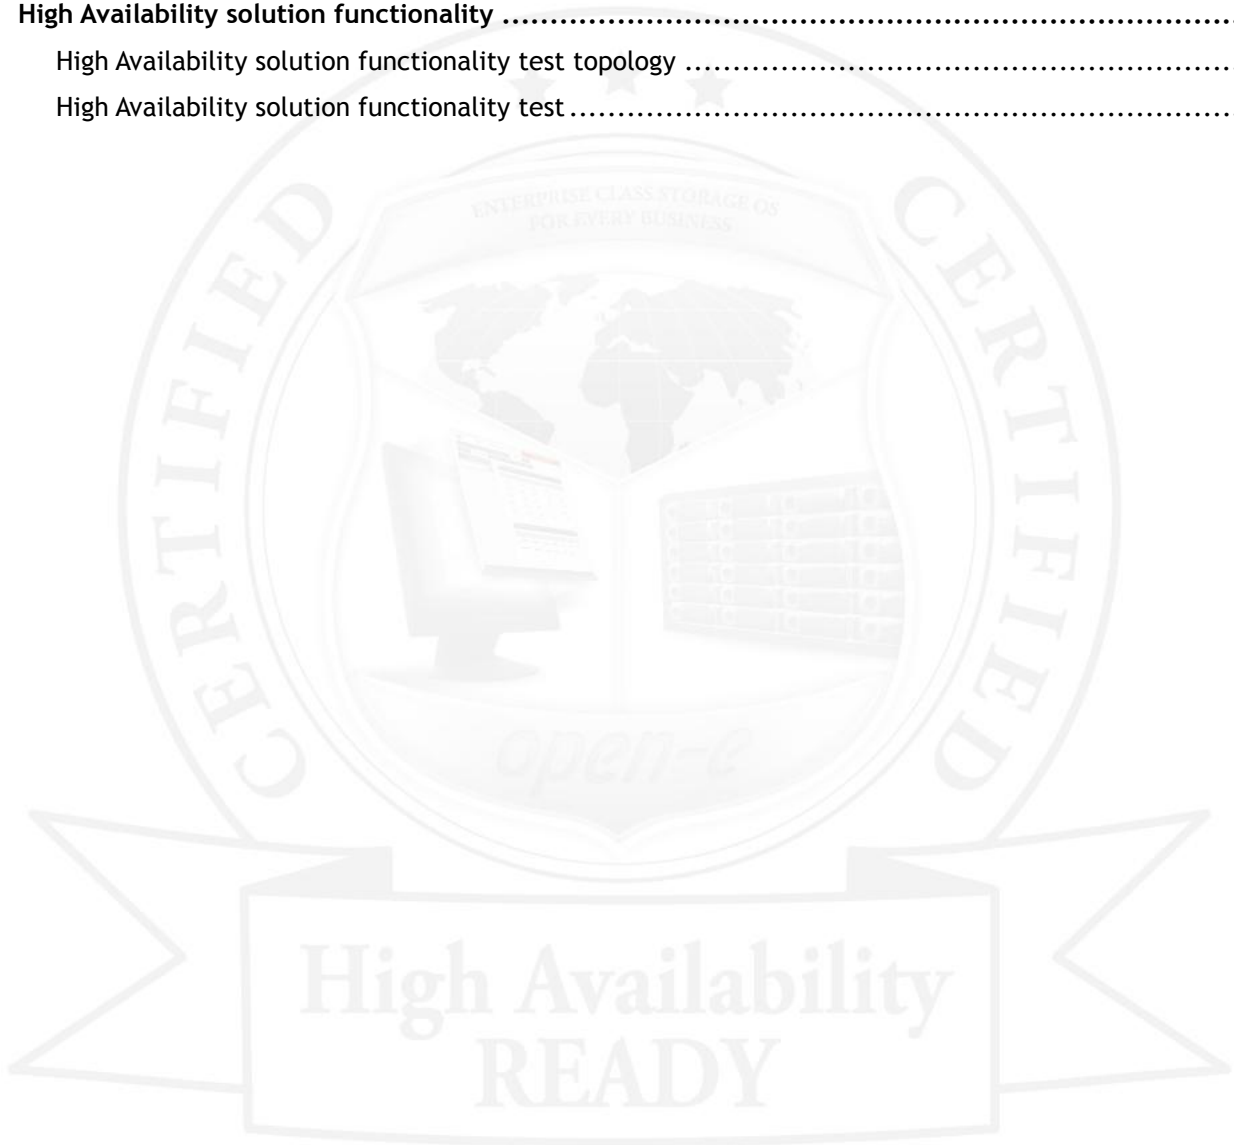 High Availability solution functionality ........................................................................................
High Availability solution functionality test topology ................................................................
High Availability solution functionality test ..............................................................................
CERTIFIED
CERTIFIED
ENTERPRISE CLASS STORAGE OS
FOR EVERY BUSINESS
open-e
High Availability
READY